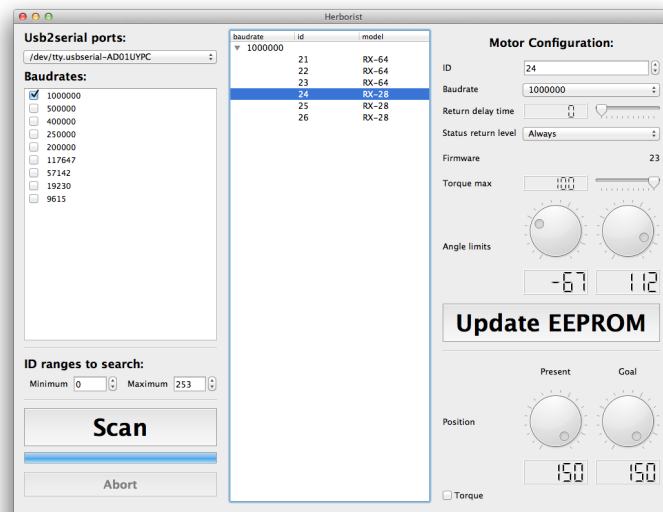 Herborist
Usb2serial ports:
/dev/tty.usbserial-AD01UYPC
Baudrates:
1000000
500000
400000
250000
200000
117647
57142
19230
9615
ID ranges to search:
Minimum 0 Maximum 253
Scan
Abort
baudrate id model
1000000
21 RX-64
22 RX-64
23 RX-64
24 RX-28
25 RX-28
26 RX-28
Motor Configuration:
ID 24
Baudrate 1000000
Return delay time 0
Status return level Always
Firmware 23
Torque max 100
Angle limits
-67 112
Update EEPROM
Present Goal
Position
150 150
Torque